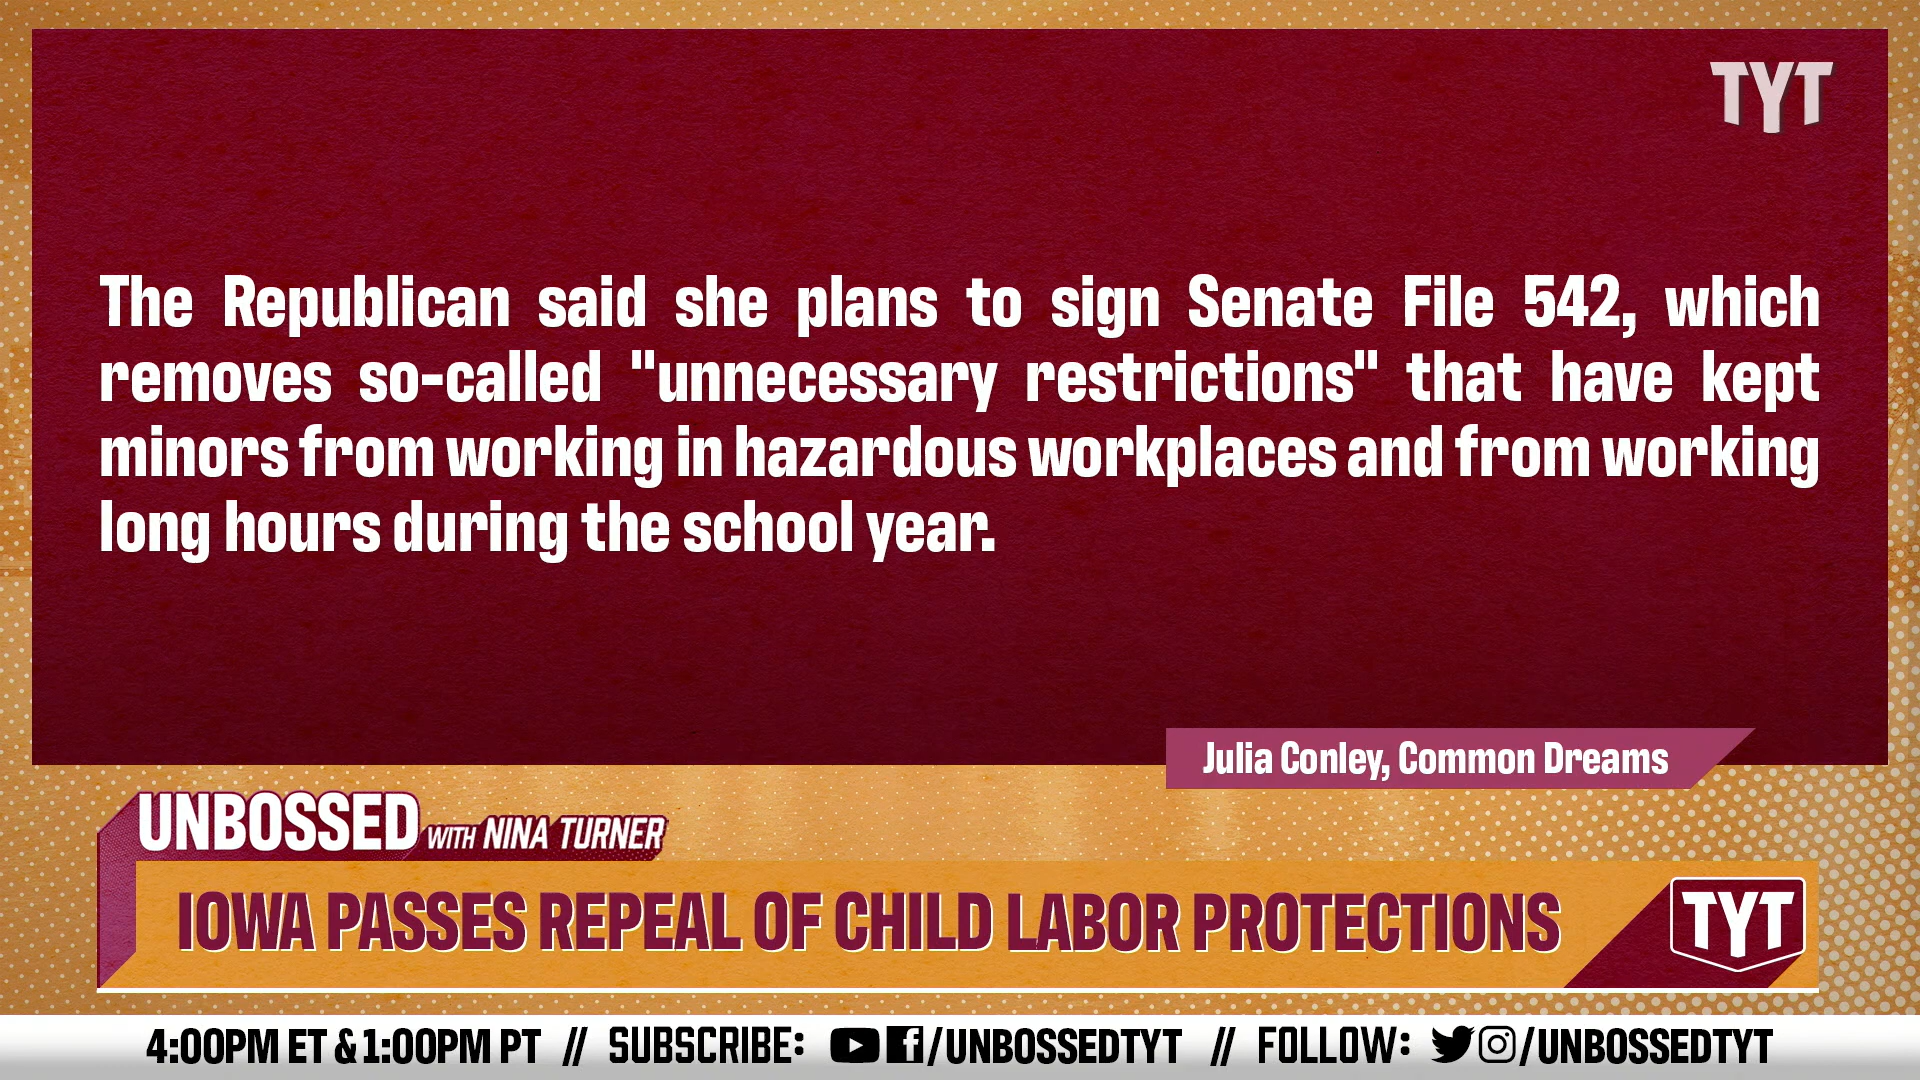 TYT
The Republican said she plans to sign Senate File 542, which
removes so-called "unnecessary restrictions" that have kept
minors from working in hazardous workplaces and from working
long hours during the school year.
Julia Conley, Common Dreams
UNBOSSED WITH NINA TURNER
IOWA PASSES REPEAL OF CHILD LABOR PROTECTIONS
TYT
4:00PM ET & 1:00PM PT // SUBSCRIBE: /UNBOSSEDTYT // FOLLOW: /UNBOSSEDTYT